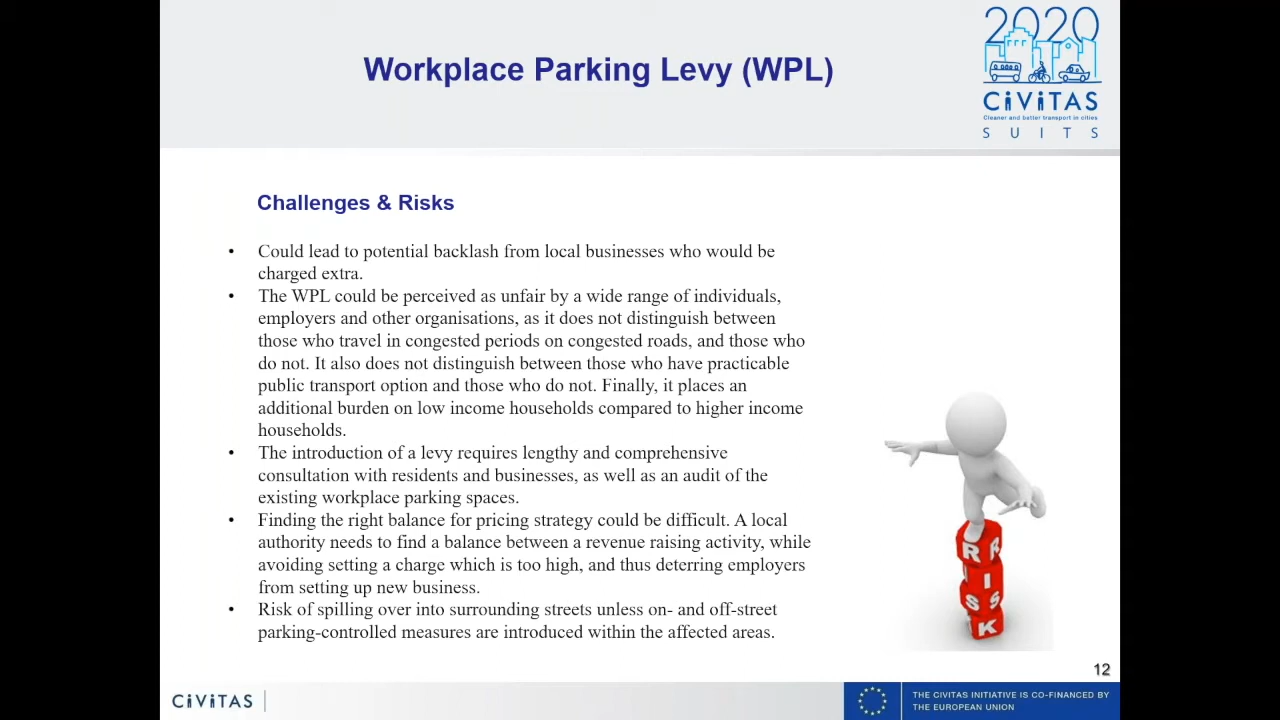 Workplace Parking Levy (WPL)
2020
CiViTAS
Cleaner and better transport in cities
S U I T S
Challenges & Risks
• Could lead to potential backlash from local businesses who would be
charged extra.
• The WPL could be perceived as unfair by a wide range of individuals,
employers and other organisations, as it does not distinguish between
those who travel in congested periods on congested roads, and those who
do not. It also does not distinguish between those who have practicable
public transport option and those who do not. Finally, it places an
additional burden on low income households compared to higher income
households.
• The introduction of a levy requires lengthy and comprehensive
consultation with residents and businesses, as well as an audit of the
existing workplace parking spaces.
• Finding the right balance for pricing strategy could be difficult. A local
authority needs to find a balance between a revenue raising activity, while
avoiding setting a charge which is too high, and thus deterring employers
from setting up new business.
• Risk of spilling over into surrounding streets unless on- and off-street
parking-controlled measures are introduced within the affected areas.
R R
I I
S S
K
12
CiViTAS
THE CIVITAS INITIATIVE IS CO-FINANCED BY
THE EUROPEAN UNION